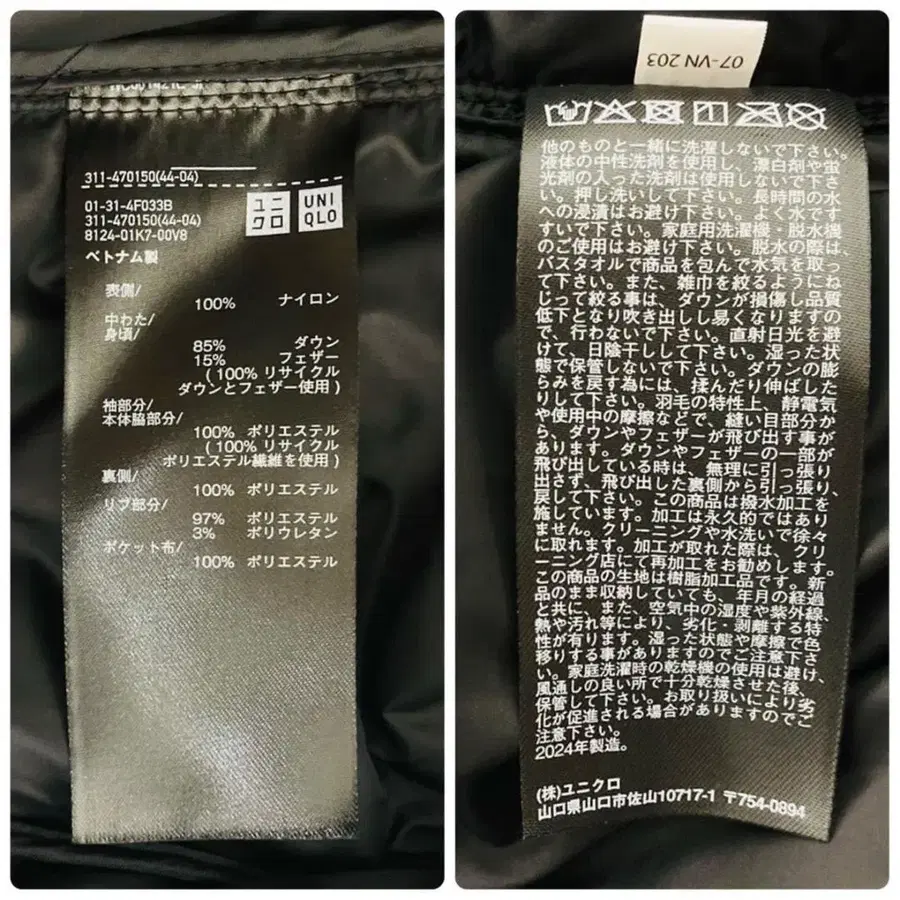 311-470150(44-04)
01-31-4F033B
311-470150(44-04)
8124-01K7-00V8
ユニ
クロ
UNI
QLO
ベトナム製
表側/
100% ナイロン
中わた/
身頃/
85% ダウン
15% フェザー
(100% リサイクル
ダウンとフェザー使用)
袖部分/
本体脇部分/
100% ポリエステル
(100% リサイクル
ポリエステル繊維を使用)
裏側/
100% ポリエステル
リブ部分/
97% ポリエステル
3% ポリウレタン
ポケット布/
100% ポリエステル
07-VN 203
他のものと一緒に洗濯しないで下さい。
液体の中性洗剤を使用し、漂白剤や蛍
光剤の入った洗剤は使用しないで下さ
い。押し洗いして下さい。長時間の水
への浸漬はお避け下さい。よく水です
すいで下さい。家庭用洗濯機・脱水機
のご使用はお避け下さい。脱水の際は、
バスタオルで商品を包んで水気を取っ
て下さい。また、雑巾を絞るようにね
じって絞る事は、ダウンが損傷し品質
低下となり吹き出しし易くなりますの
で、行わないで下さい。直射日光を避
けて、日陰干しして下さい。湿った状
態で保管しないで下さい。ダウンの膨
らみを戻す為には、揉んだり伸ばした
りして下さい。羽毛の特性上、静電気
や使用中の摩擦などで、縫い目部分か
ら、ダウンやフェザーが飛び出す事が
あります。ダウンやフェザーの一部が
飛び出している時は、無理に引っ張り
出さず、飛び出した裏側から引っ張り、
戻して下さい。この商品は撥水加工を
施しています。加工は永久的ではあり
ません。クリーニングや水洗いで徐々
に取れます。加工が取れた際は、クリ
ーニング店にて再加工をお勧めします。
この商品の生地は樹脂加工品です。新
品のまま収納していても、年月の経過
と共に、また、空気中の湿度や紫外線、
熱や汚れ等により、劣化・剥離する特
性が有ります。湿った状態や摩擦で色
移りする事がありますのでご注意下さ
い。家庭洗濯時の乾燥機の使用は避け、
風通しの良い所で十分乾燥させた後、
保管して下さい。お取り扱いにより劣
化が促進される場合がありますのでご
注意下さい。
2024年製造。
(株)ユニクロ
山口県山口市佐山10717-1 〒754-0894